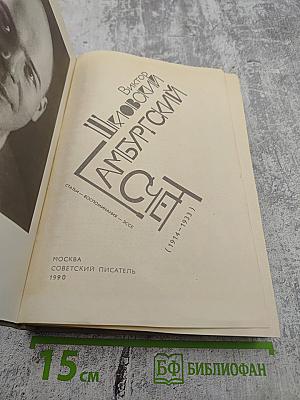 Виктор
Шкловский
Гамбургский
счет
статьи — воспоминания — эссе
(1914–1933)
МОСКВА
СОВЕТСКИЙ ПИСАТЕЛЬ
1990
15 см
БФ БИБЛИОФАН